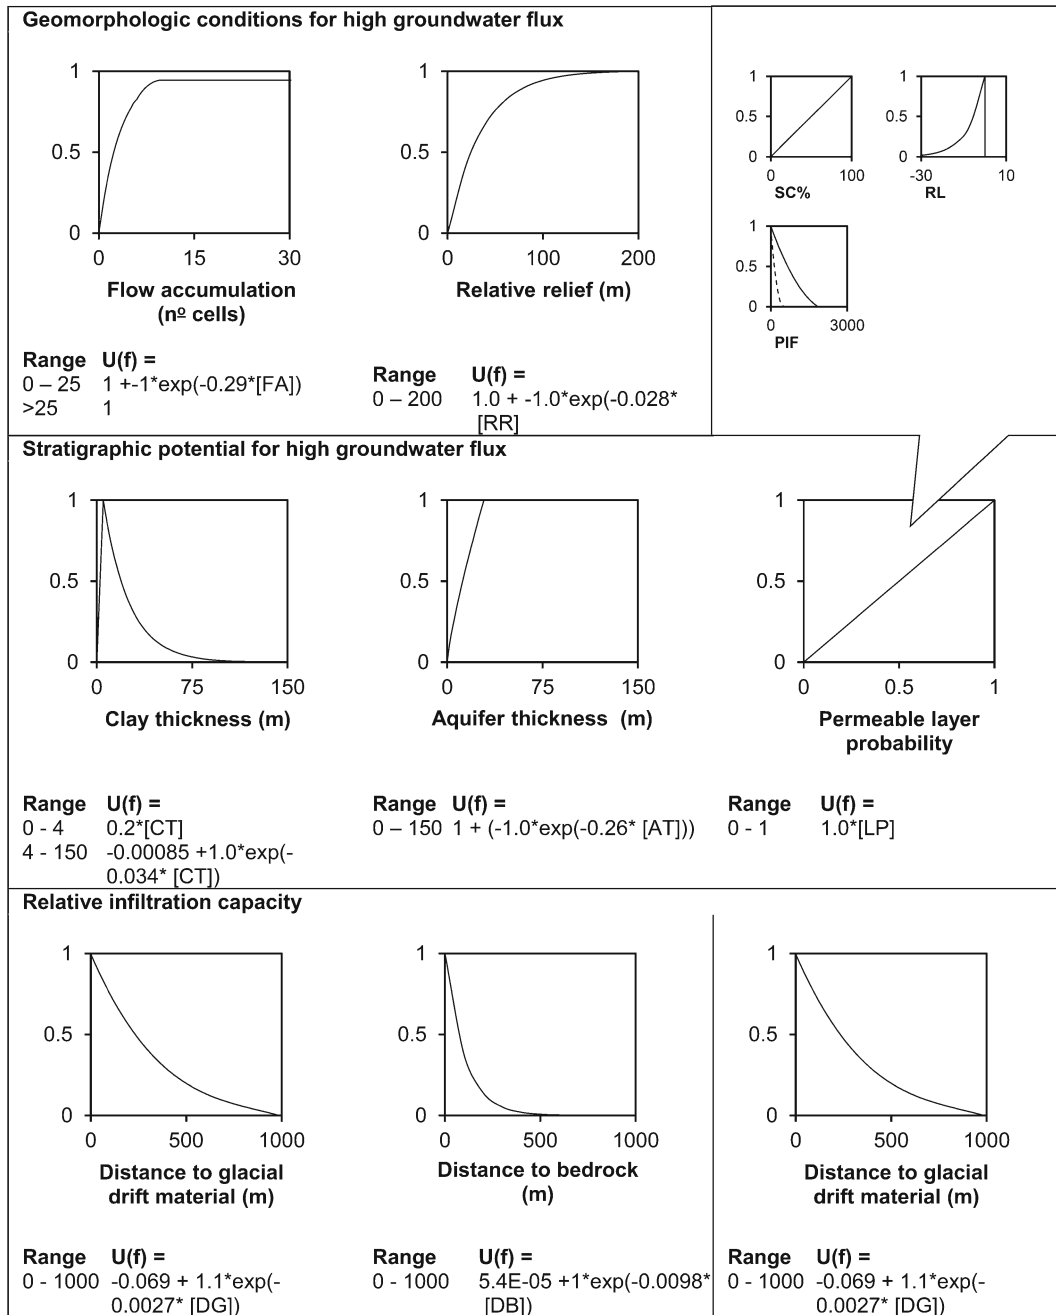 Geomorphologic conditions for high groundwater flux
1
0.5
0
0 15 30
Flow accumulation
(nº cells)
Range U(f) =
0 – 25 1 +-1*exp(-0.29*[FA])
>25 1
1
0.5
0
0 100 200
Relative relief (m)
Range U(f) =
0 – 200 1.0 + -1.0*exp(-0.028*
[RR]
1
0.5
0
0 100
SC%
1
0.5
0
-30 10
RL
1
0.5
0
0 3000
PIF
Stratigraphic potential for high groundwater flux
1
0.5
0
0 75 150
Clay thickness (m)
Range U(f) =
0 - 4 0.2*[CT]
4 - 150 -0.00085 +1.0*exp(-
0.034* [CT])
1
0.5
0
0 75 150
Aquifer thickness (m)
Range U(f) =
0 – 150 1 + (-1.0*exp(-0.26* [AT]))
1
0.5
0
0 0.5 1
Permeable layer
probability
Range U(f) =
0 - 1 1.0*[LP]
Relative infiltration capacity
1
0.5
0
0 500 1000
Distance to glacial
drift material (m)
Range U(f) =
0 - 1000 -0.069 + 1.1*exp(-
0.0027* [DG])
1
0.5
0
0 500 1000
Distance to bedrock
(m)
Range U(f) =
0 - 1000 5.4E-05 +1*exp(-0.0098*
[DB])
1
0.5
0
0 500 1000
Distance to glacial
drift material (m)
Range U(f) =
0 - 1000 -0.069 + 1.1*exp(-
0.0027* [DG])